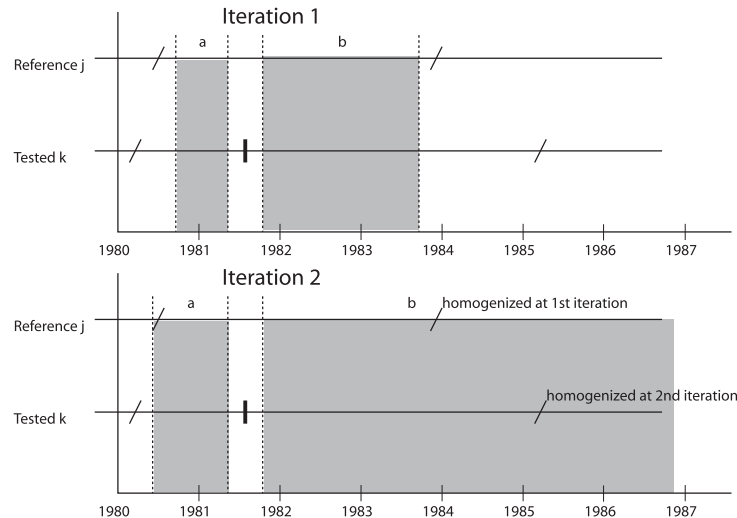 Iteration 1
a
b
Reference j
Tested k
1980 1981 1982 1983 1984 1985 1986 1987
Iteration 2
a
b homogenized at 1st iteration
Reference j
homogenized at 2nd iteration
Tested k
1980 1981 1982 1983 1984 1985 1986 1987